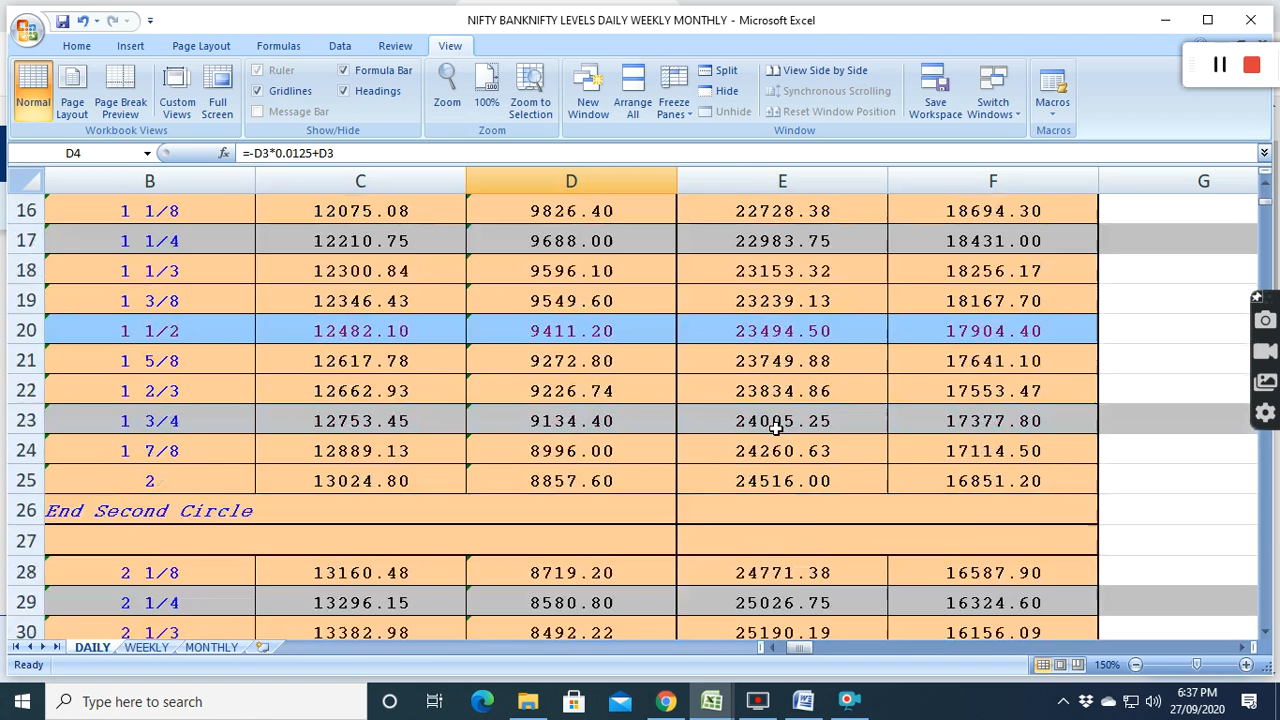 NIFTY BANKNIFTY LEVELS DAILY WEEKLY MONTHLY - Microsoft Excel
Home Insert Page Layout Formulas Data Review View
Normal Page Layout Page Break Preview Custom Views Full Screen
Workbook Views
Ruler Formula Bar
Gridlines Headings
Message Bar
Show/Hide
Zoom 100% Zoom to Selection
Zoom
New Window Arrange All Freeze Panes
Split
Hide
Unhide
View Side by Side
Synchronous Scrolling
Reset Window Position
Save Workspace Switch Windows
Window
Macros
Macros
D4 fx =-D3*0.0125+D3
B C D E F G
16 1 1/8 12075.08 9826.40 22728.38 18694.30
17 1 1/4 12210.75 9688.00 22983.75 18431.00
18 1 1/3 12300.84 9596.10 23153.32 18256.17
19 1 3/8 12346.43 9549.60 23239.13 18167.70
20 1 1/2 12482.10 9411.20 23494.50 17904.40
21 1 5/8 12617.78 9272.80 23749.88 17641.10
22 1 2/3 12662.93 9226.74 23834.86 17553.47
23 1 3/4 12753.45 9134.40 24005.25 17377.80
24 1 7/8 12889.13 8996.00 24260.63 17114.50
25 2 13024.80 8857.60 24516.00 16851.20
26 End Second Circle
27
28 2 1/8 13160.48 8719.20 24771.38 16587.90
29 2 1/4 13296.15 8580.80 25026.75 16324.60
30 2 1/3 13382.98 8492.22 25190.19 16156.09
DAILY WEEKLY MONTHLY
Ready 150%
Type here to search
6:37 PM
27/09/2020